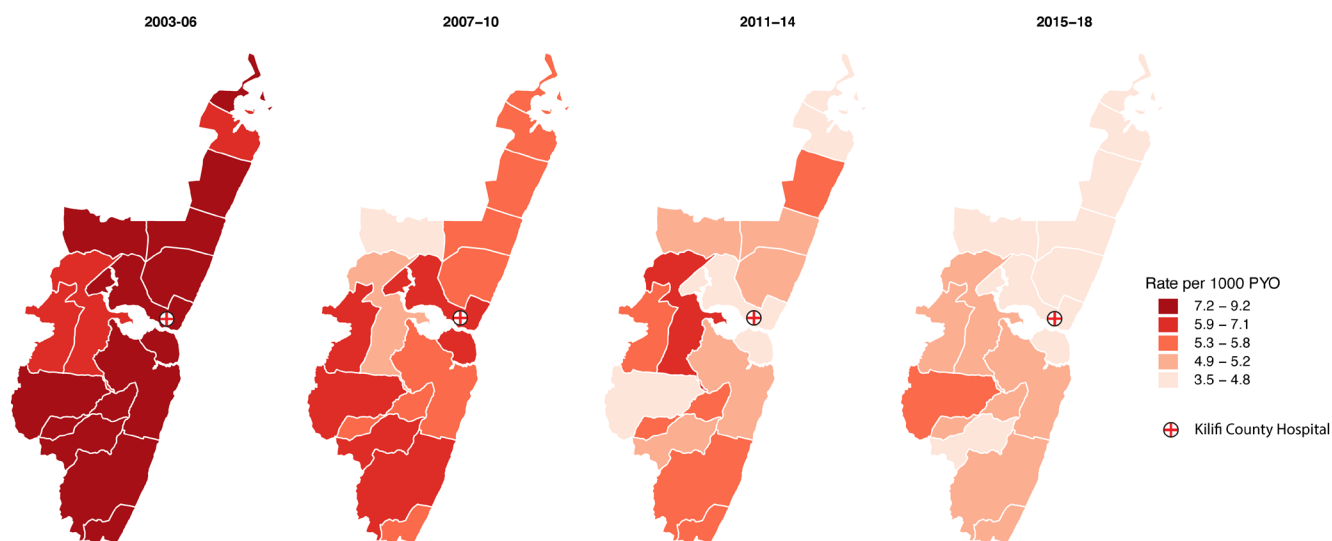 2003-06
2007–10
2011–14
2015–18
Rate per 1000 PYO
7.2 – 9.2
5.9 – 7.1
5.3 – 5.8
4.9 – 5.2
3.5 – 4.8
Kilifi County Hospital